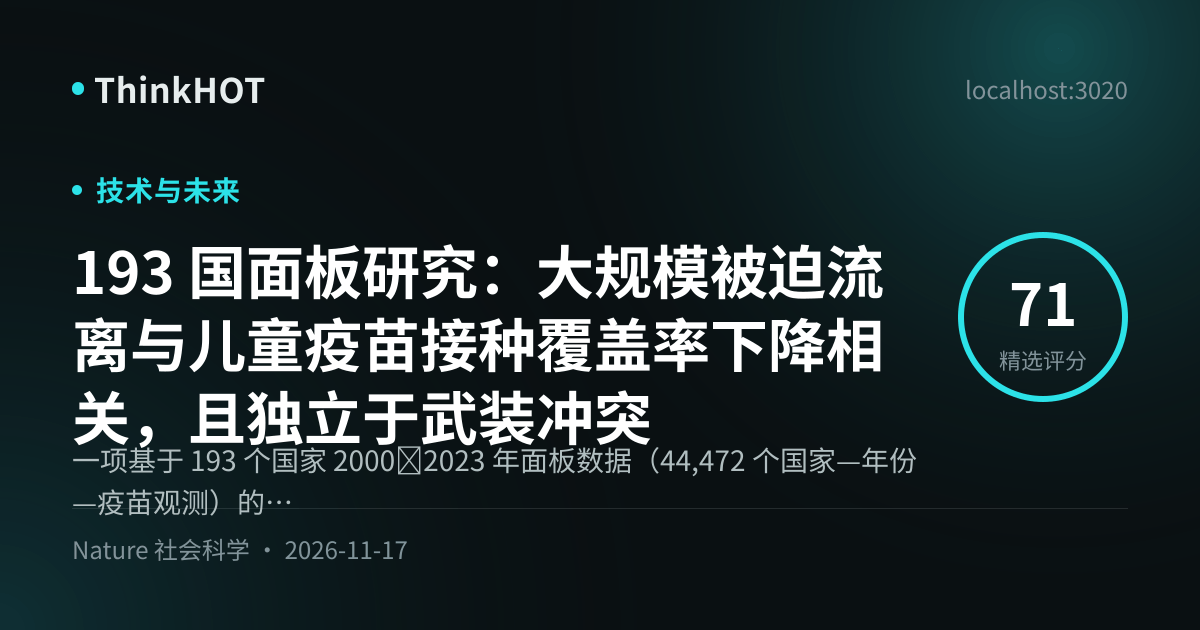 ThinkHOT
localhost:3020
技术与未来
193 国面板研究：大规模被迫流
离与儿童疫苗接种覆盖率下降相
关，且独立于武装冲突
71
精选评分
一项基于 193 个国家 2000☒2023 年面板数据（44,472 个国家—年份
—疫苗观测）的…
Nature 社会科学 • 2026-11-17